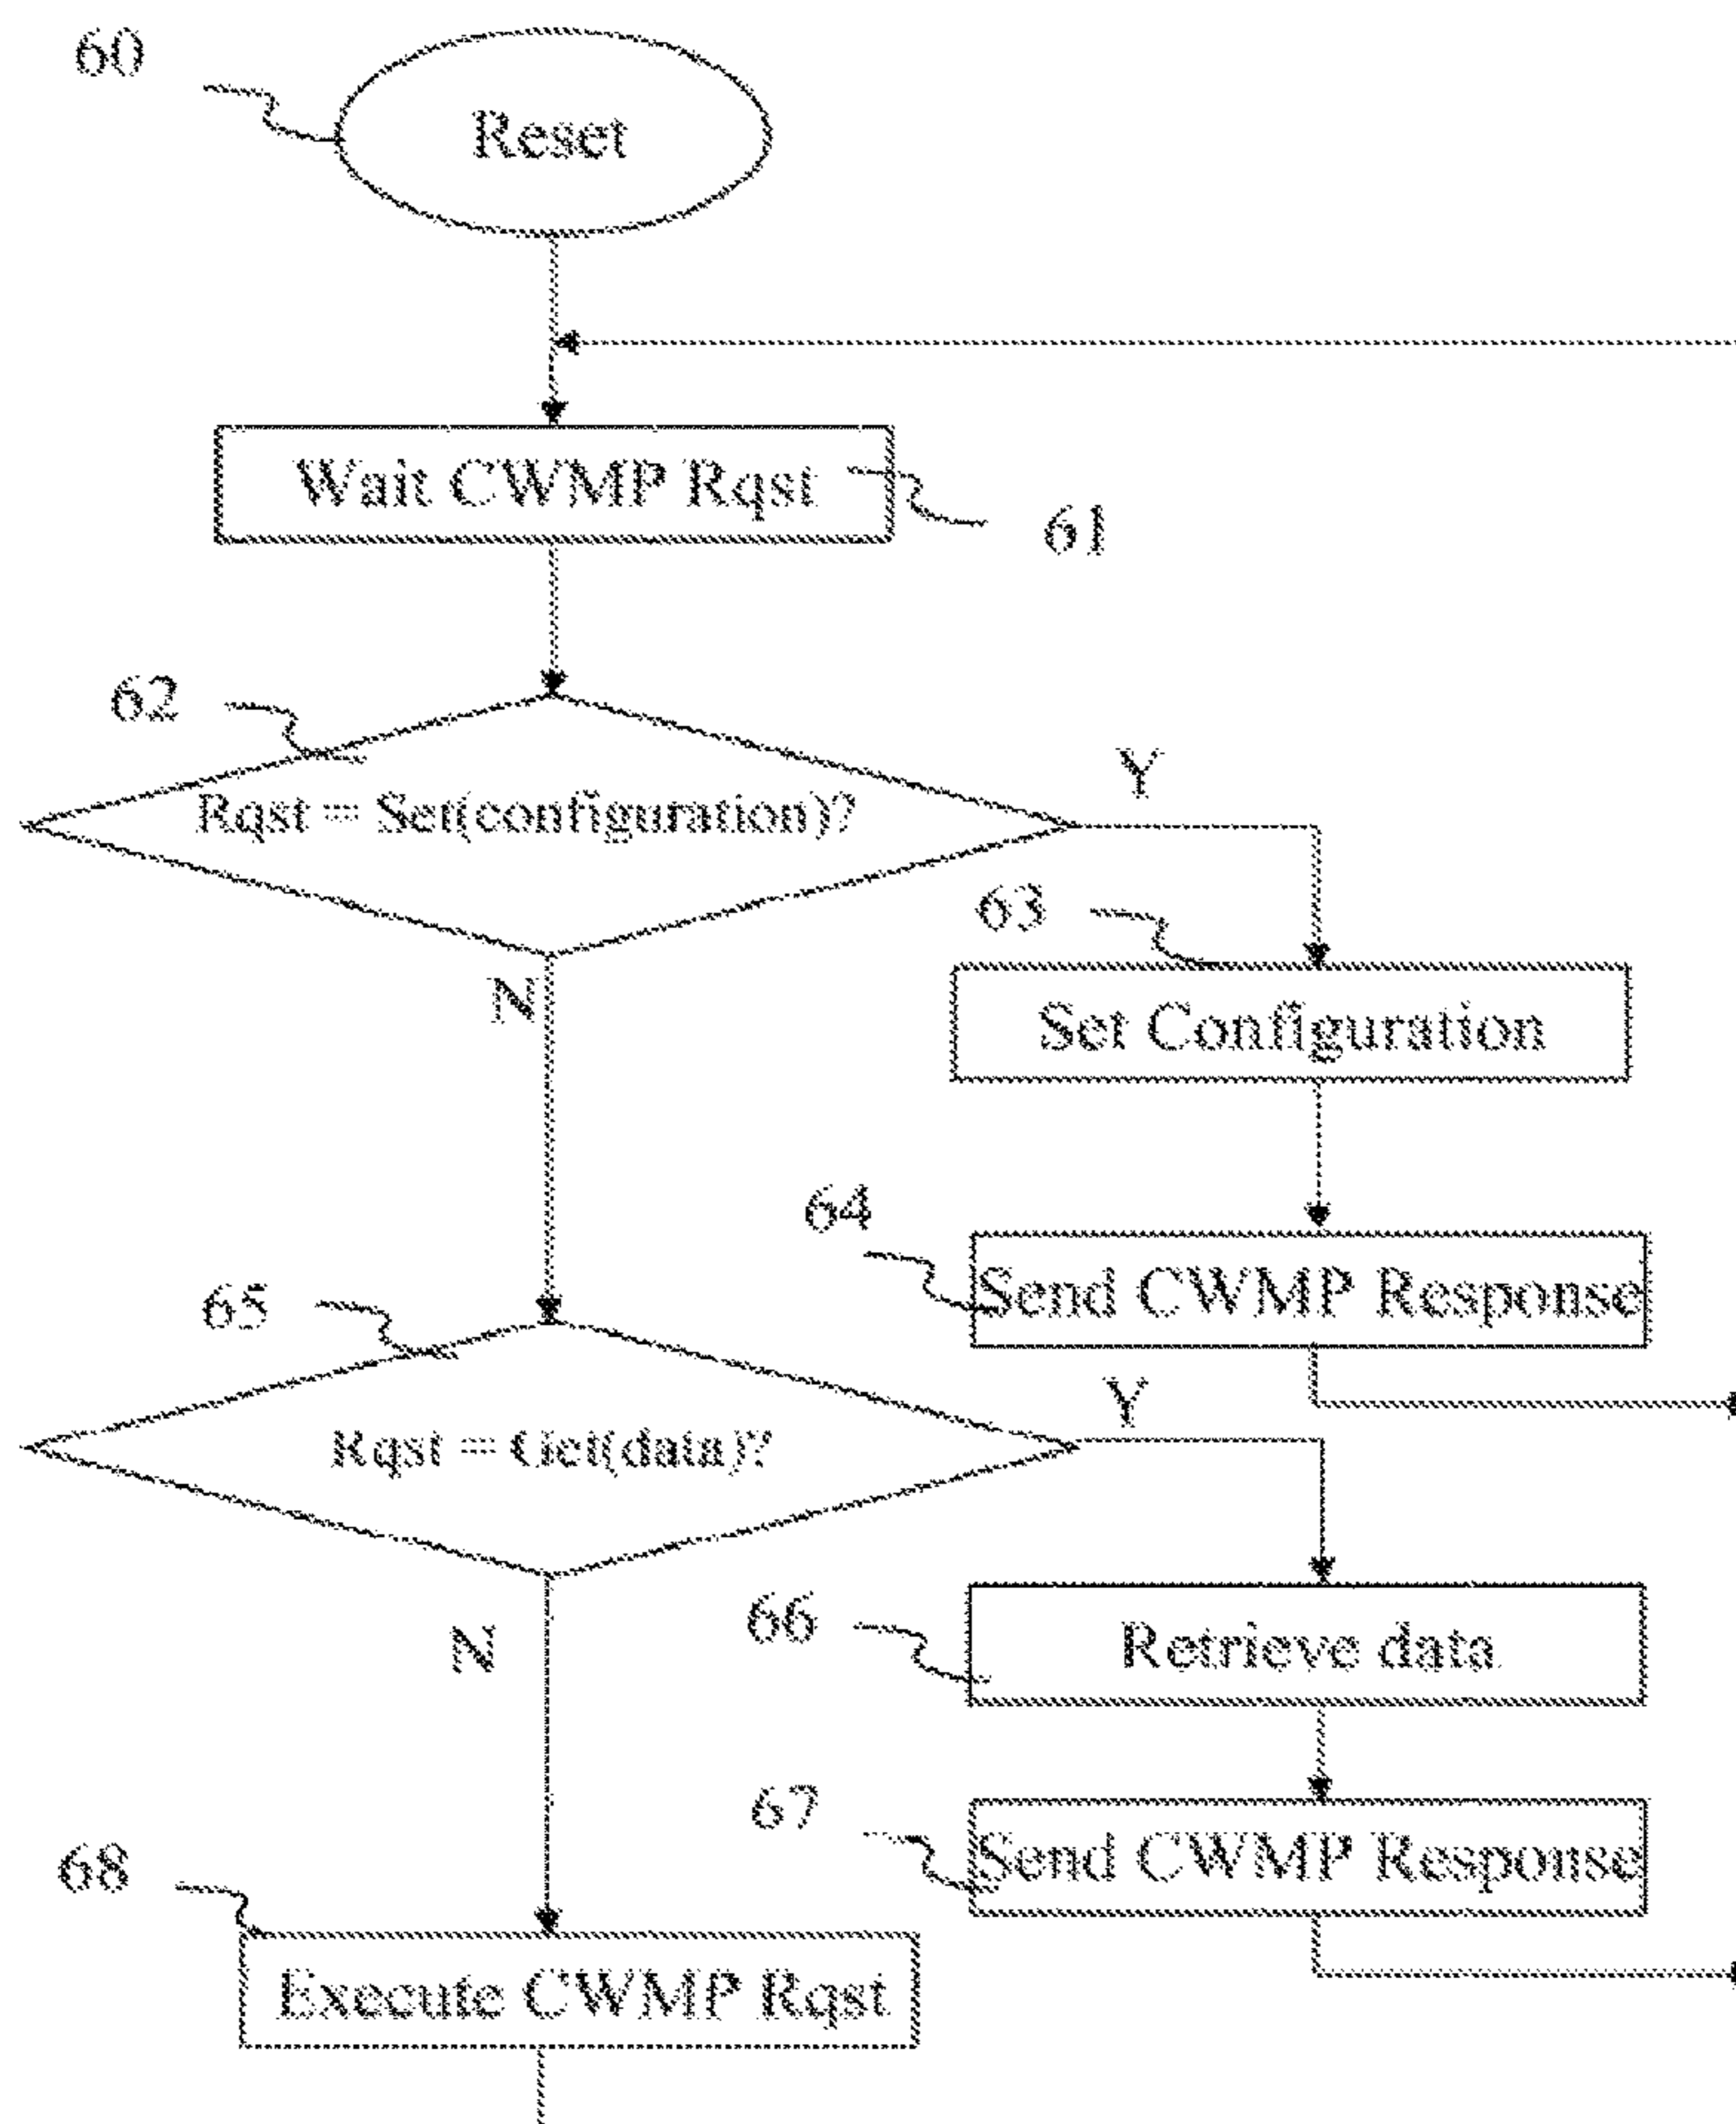 60
Reset
Wait CWMP Rqst
61
62
Rqst = Set(configuration)?
Y
63
N
Set Configuration
64
Send CWMP Response
65
Y
Rqst = Get(data)?
66
N
Retrieve data
67
Send CWMP Response
68
Execute CWMP Rqst